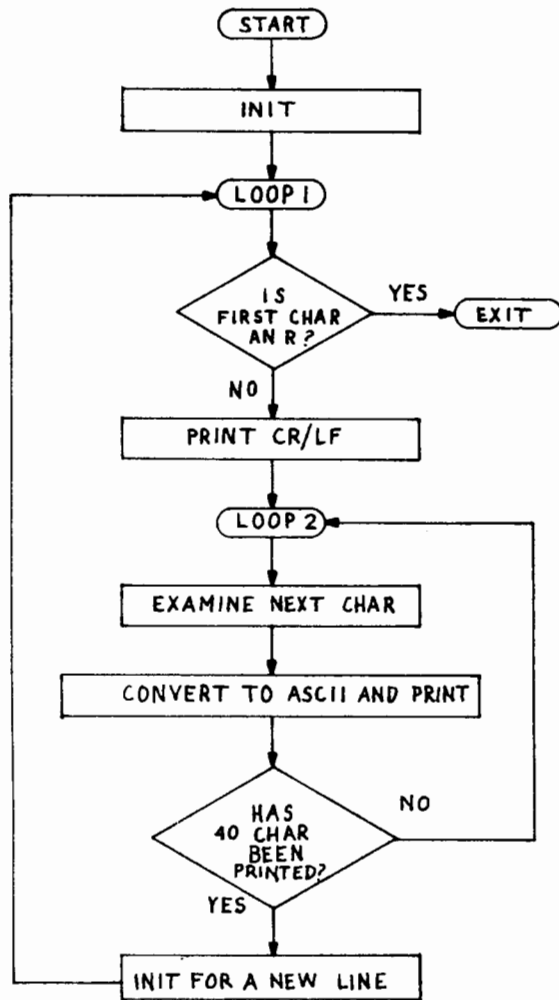 START
INIT
LOOP 1
IS
FIRST CHAR
AN R?
YES
EXIT
NO
PRINT CR/LF
LOOP 2
EXAMINE NEXT CHAR
CONVERT TO ASCII AND PRINT
HAS
40 CHAR
BEEN
PRINTED?
NO
YES
INIT FOR A NEW LINE